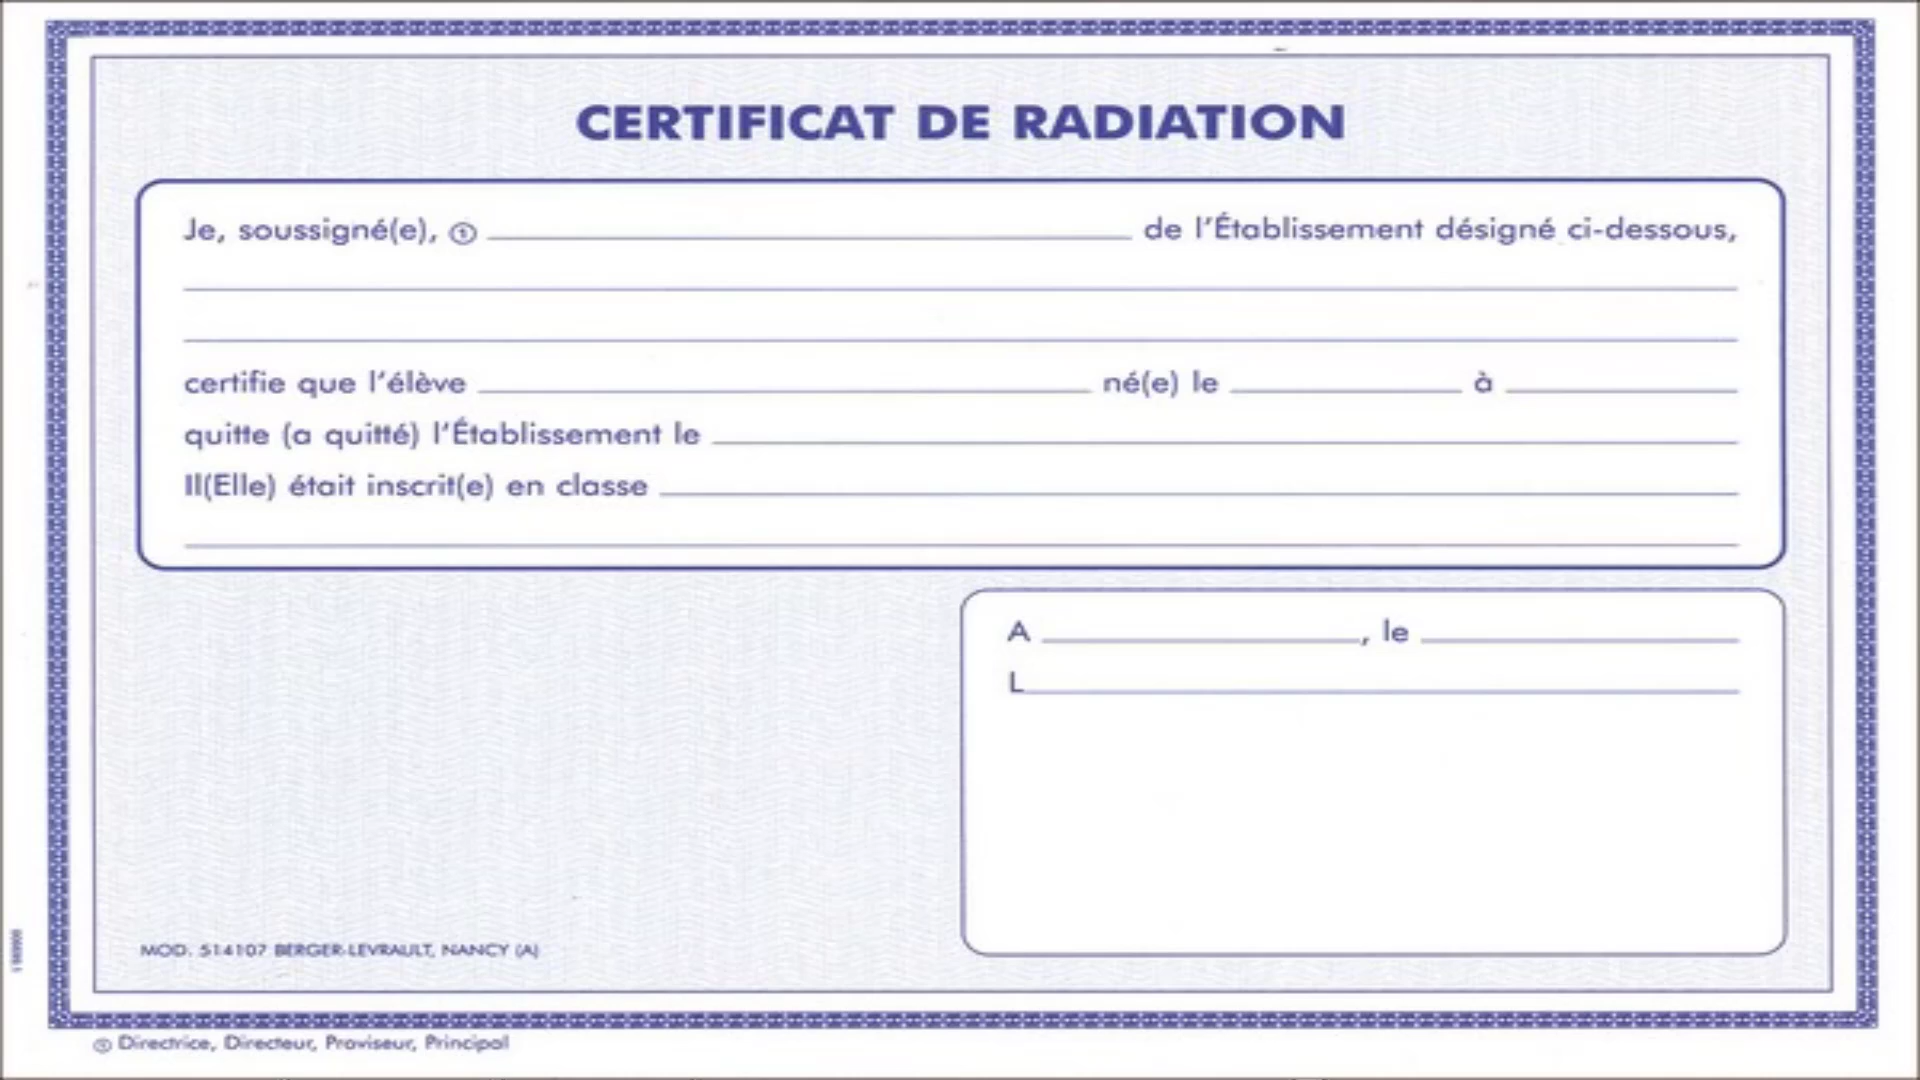 CERTIFICAT DE RADIATION
Je, soussigné(e), ① de l'Établissement désigné ci-dessous,
certifie que l'élève né(e) le à
quitte (a quitté) l'Établissement le
Il(Elle) était inscrit(e) en classe
A , le
L
MOD. 514107 BERGER-LEVRAULT, NANCY (A)
① Directrice, Directeur, Proviseur, Principal